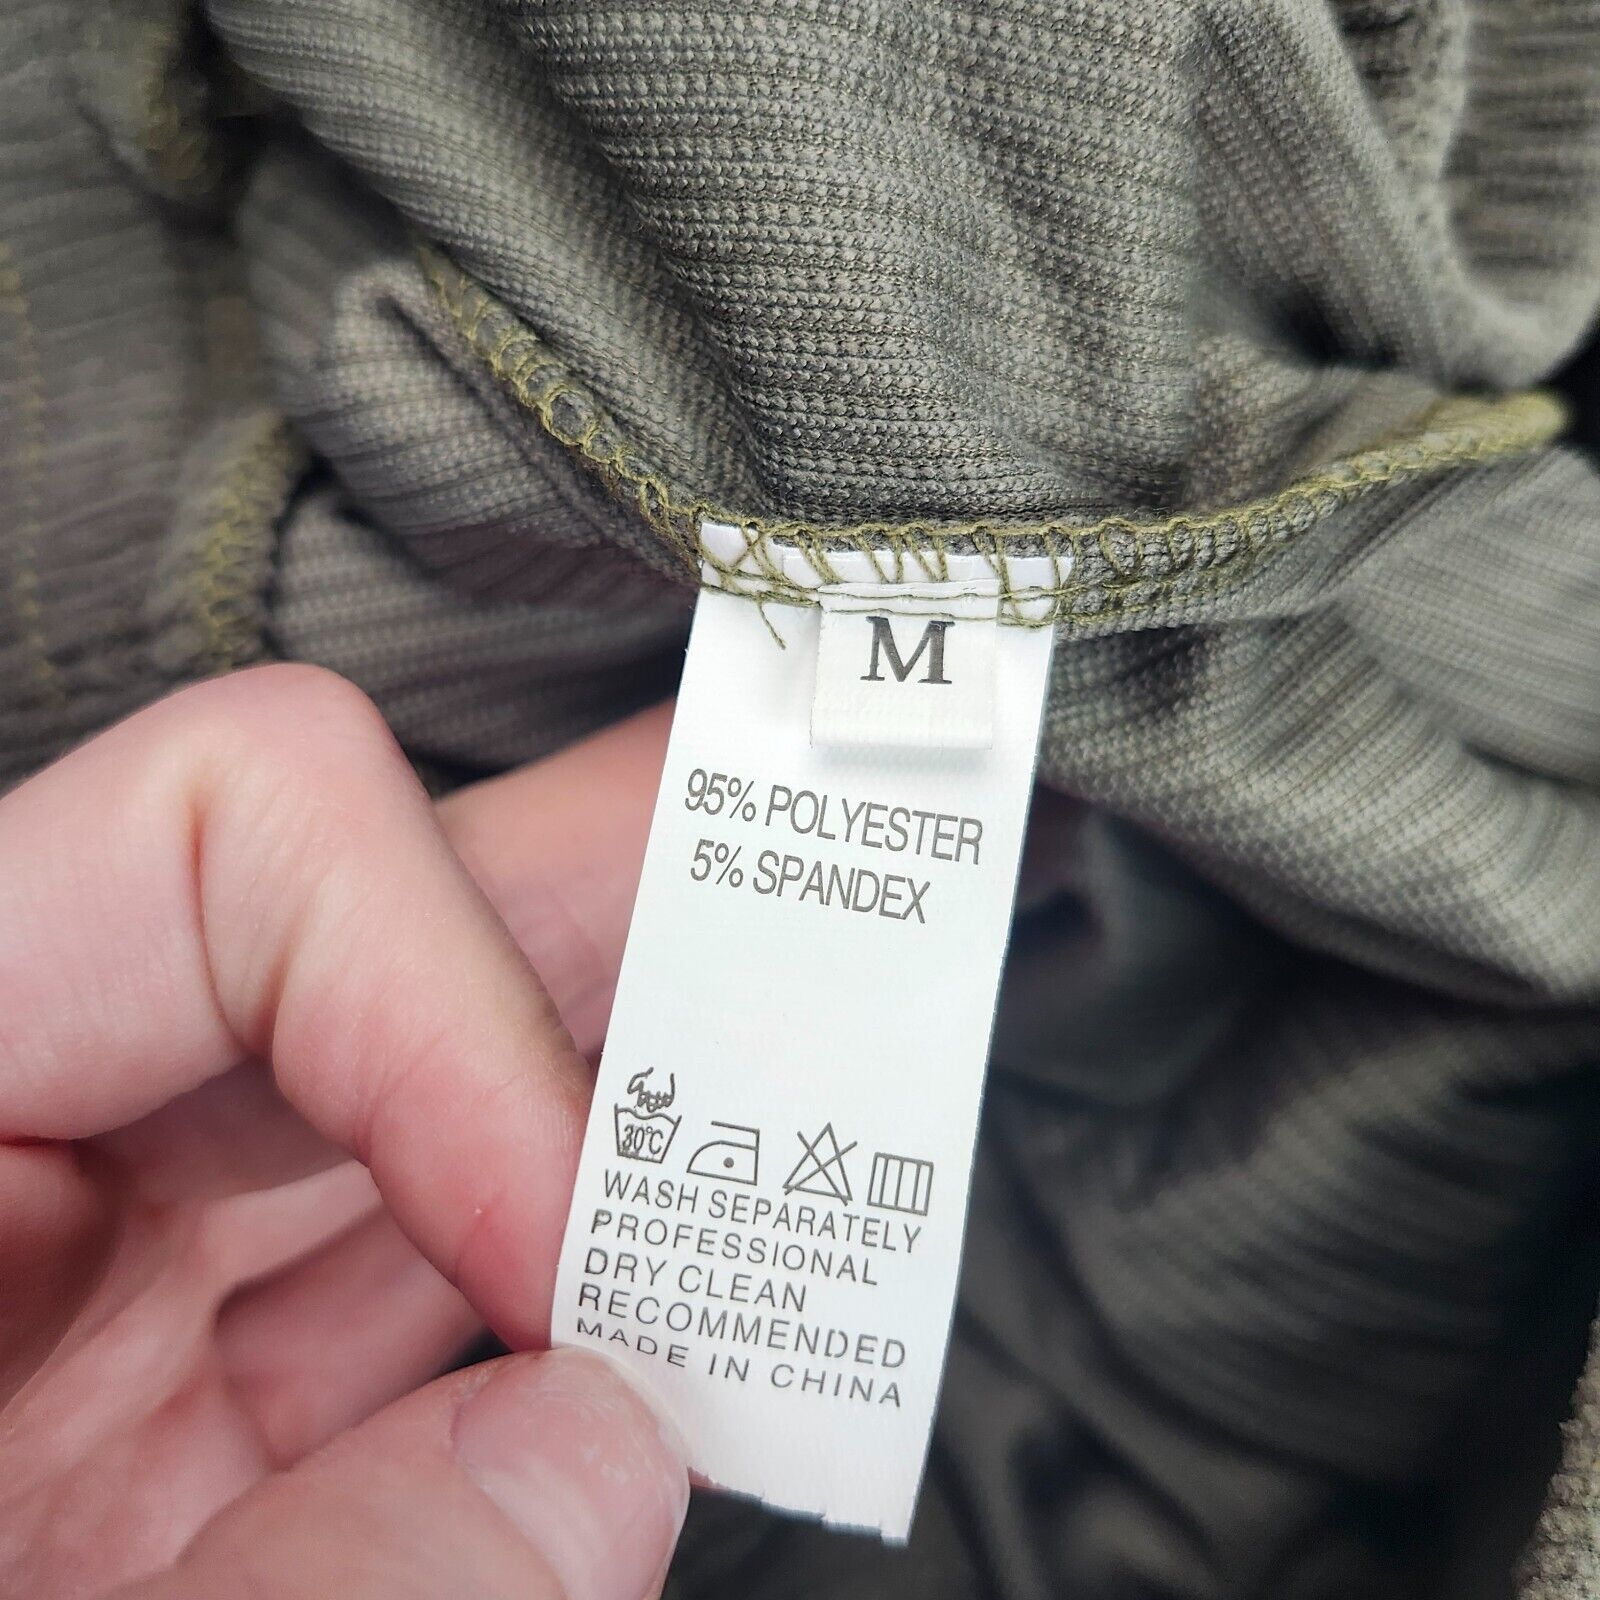 M
95% POLYESTER
5% SPANDEX
30°C
WASH SEPARATELY
PROFESSIONAL
DRY CLEAN
RECOMMENDED
MADE IN CHINA